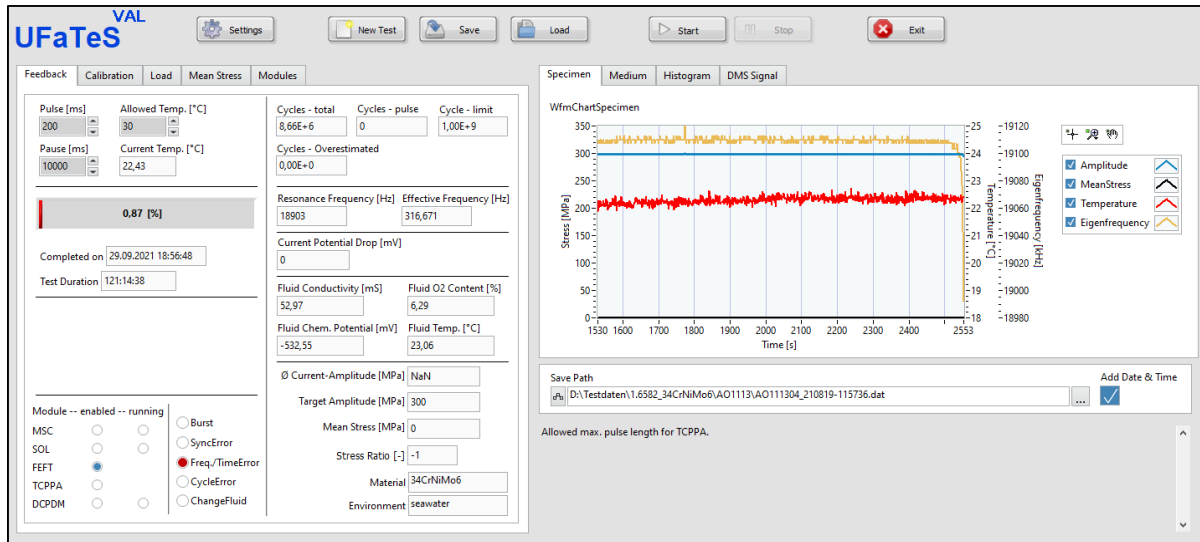 UFaTeS VAL
Settings New Test Save Load Start Stop Exit
Feedback Calibration Load Mean Stress Modules
Pulse [ms] Allowed Temp. [°C]
200 30
Pause [ms] Current Temp. [°C]
10000 22,43
0,87 [%]
Completed on 29.09.2021 18:56:48
Test Duration 121:14:38
Module -- enabled -- running
MSC
SOL
FEFT
TCPPA
DCPDM
Burst
SyncError
Freq./TimeError
CycleError
ChangeFluid
Cycles - total Cycles - pulse Cycle - limit
8,66E+6 0 1,00E+9
Cycles - Overestimated
0,00E+0
Resonance Frequency [Hz] Effective Frequency [Hz]
18903 316,671
Current Potential Drop [mV]
0
Fluid Conductivity [mS] Fluid O2 Content [%]
52,97 6,29
Fluid Chem. Potential [mV] Fluid Temp. [°C]
-532,55 23,06
Ø Current-Amplitude [MPa] NaN
Target Amplitude [MPa] 300
Mean Stress [MPa] 0
Stress Ratio [-] -1
Material 34CrNiMo6
Environment seawater
Specimen Medium Histogram DMS Signal
WfmChartSpecimen
350 25 19120
300 24 19100
250 23 19080
200 22 19060
150 21 19040
100 20 19020
50 19 19000
0 18 18980
Stress [MPa]
Temperature [°C]
Eigenfrequency [kHz]
1530 1600 1700 1800 1900 2000 2100 2200 2300 2400 2553
Time [s]
Amplitude
MeanStress
Temperature
Eigenfrequency
Save Path Add Date & Time
D:\Testdaten\1.6582_34CrNiMo6\AO1113\AO111304_210819-115736.dat ...
Allowed max. pulse length for TCPPA.